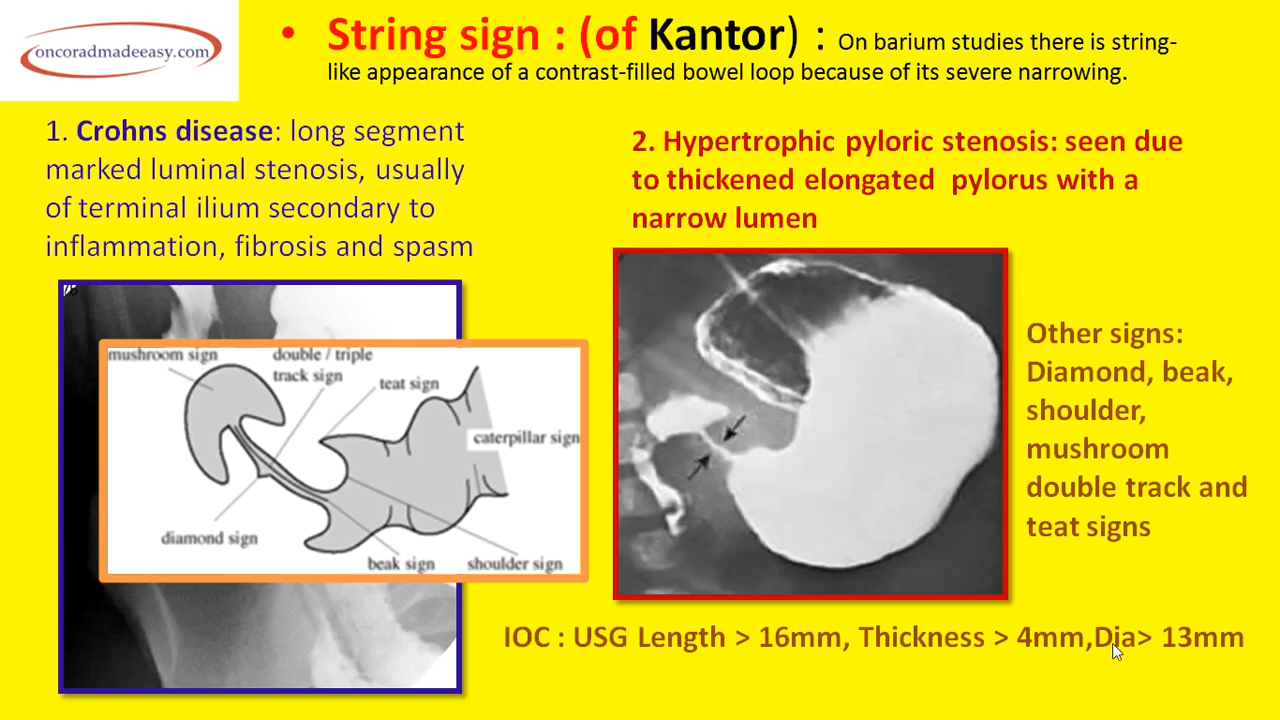 oncoradmadeeasy.com
• String sign : (of Kantor) : On barium studies there is string-
like appearance of a contrast-filled bowel loop because of its severe narrowing.
1. Crohns disease: long segment
marked luminal stenosis, usually
of terminal ilium secondary to
inflammation, fibrosis and spasm
2. Hypertrophic pyloric stenosis: seen due
to thickened elongated pylorus with a
narrow lumen
mushroom sign
double / triple
track sign
teat sign
caterpillar sign
diamond sign
beak sign
shoulder sign
Other signs:
Diamond, beak,
shoulder,
mushroom
double track and
teat signs
IOC : USG Length > 16mm, Thickness > 4mm,Dia> 13mm